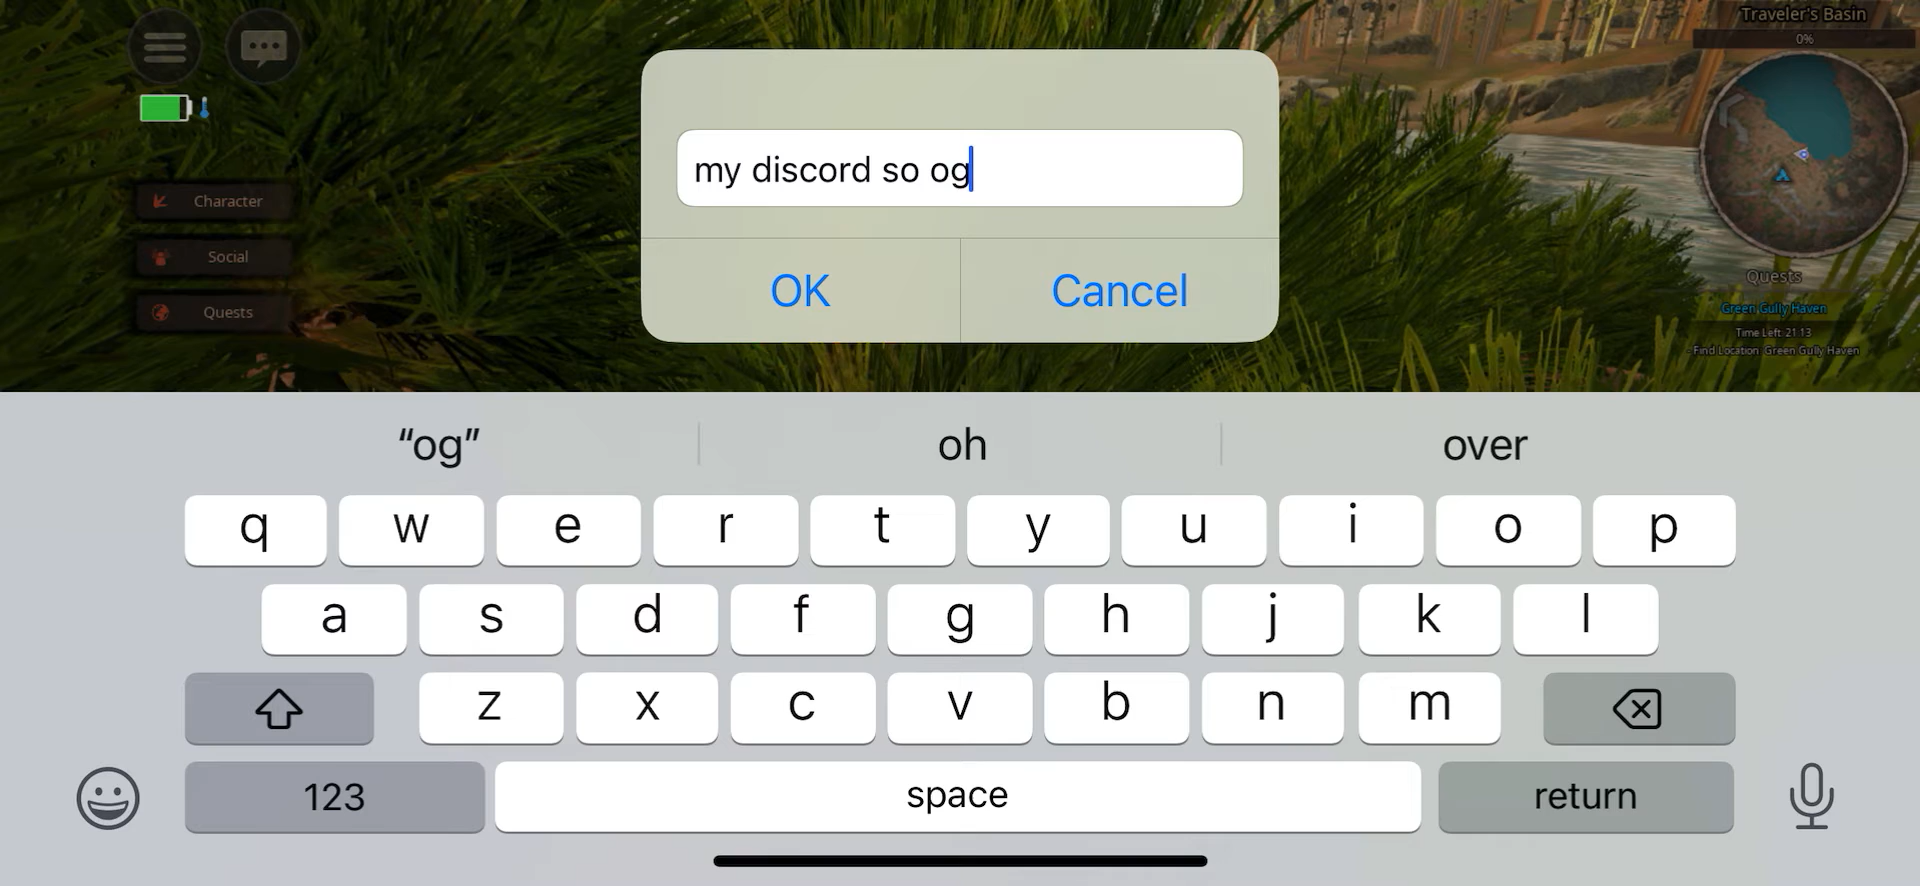 Traveler's Basin
0%
my discord so og
Character
OK
Cancel
Social
Quests
Quests
Green Gully Haven
Time Left: 21:13
- Find Location: Green Gully Haven
“og”
oh
over
q w e r t y u i o p
a s d f g h j k l
z x c v b n m
123
space
return